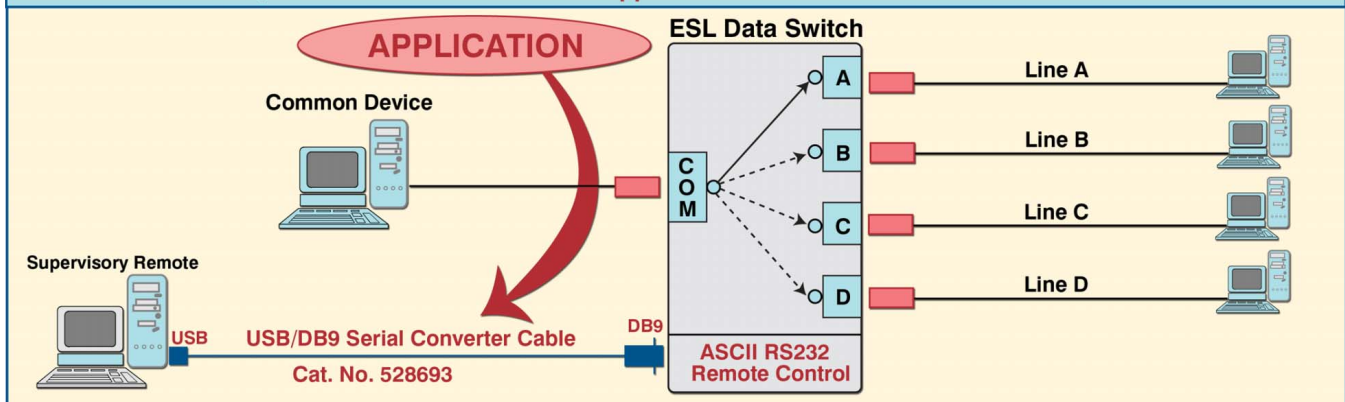 APPLICATION
ESL Data Switch
Common Device
COM
A
B
C
D
Line A
Line B
Line C
Line D
Supervisory Remote
USB
USB/DB9 Serial Converter Cable
DB9
Cat. No. 528693
ASCII RS232
Remote Control